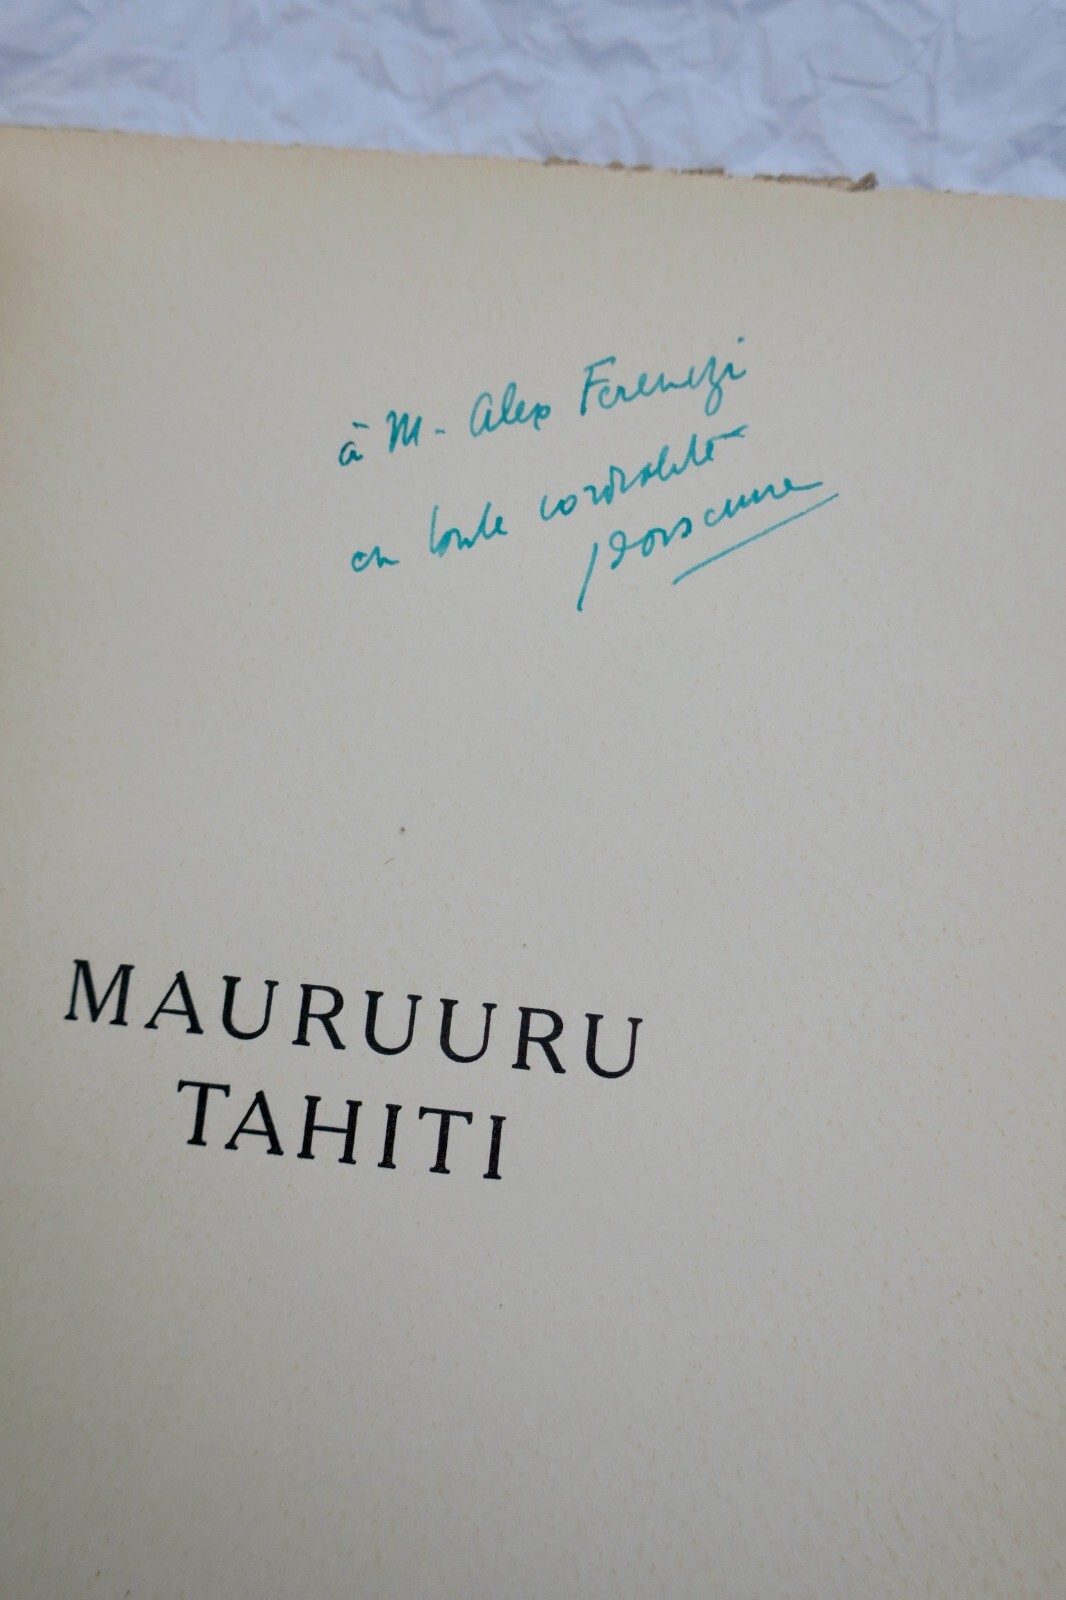 à M. Alex Ferenczi
en toute cordialité
MAURUURU
TAHITI